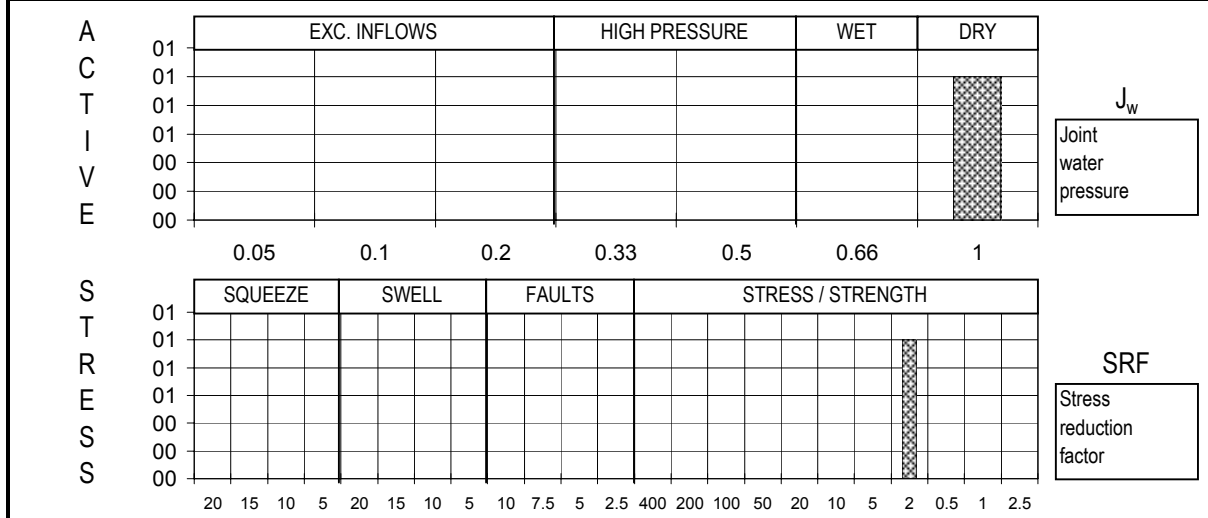 ACTIVE
EXC. INFLOWS HIGH PRESSURE WET DRY
01
01
01
01
00
00
00
0.05 0.1 0.2 0.33 0.5 0.66 1
Jw
Joint
water
pressure
STRESS
SQUEEZE SWELL FAULTS STRESS / STRENGTH
01
01
01
01
00
00
00
20 15 10 5 20 15 10 5 10 7.5 5 2.5 400 200 100 50 20 10 5 2 0.5 1 2.5
SRF
Stress
reduction
factor